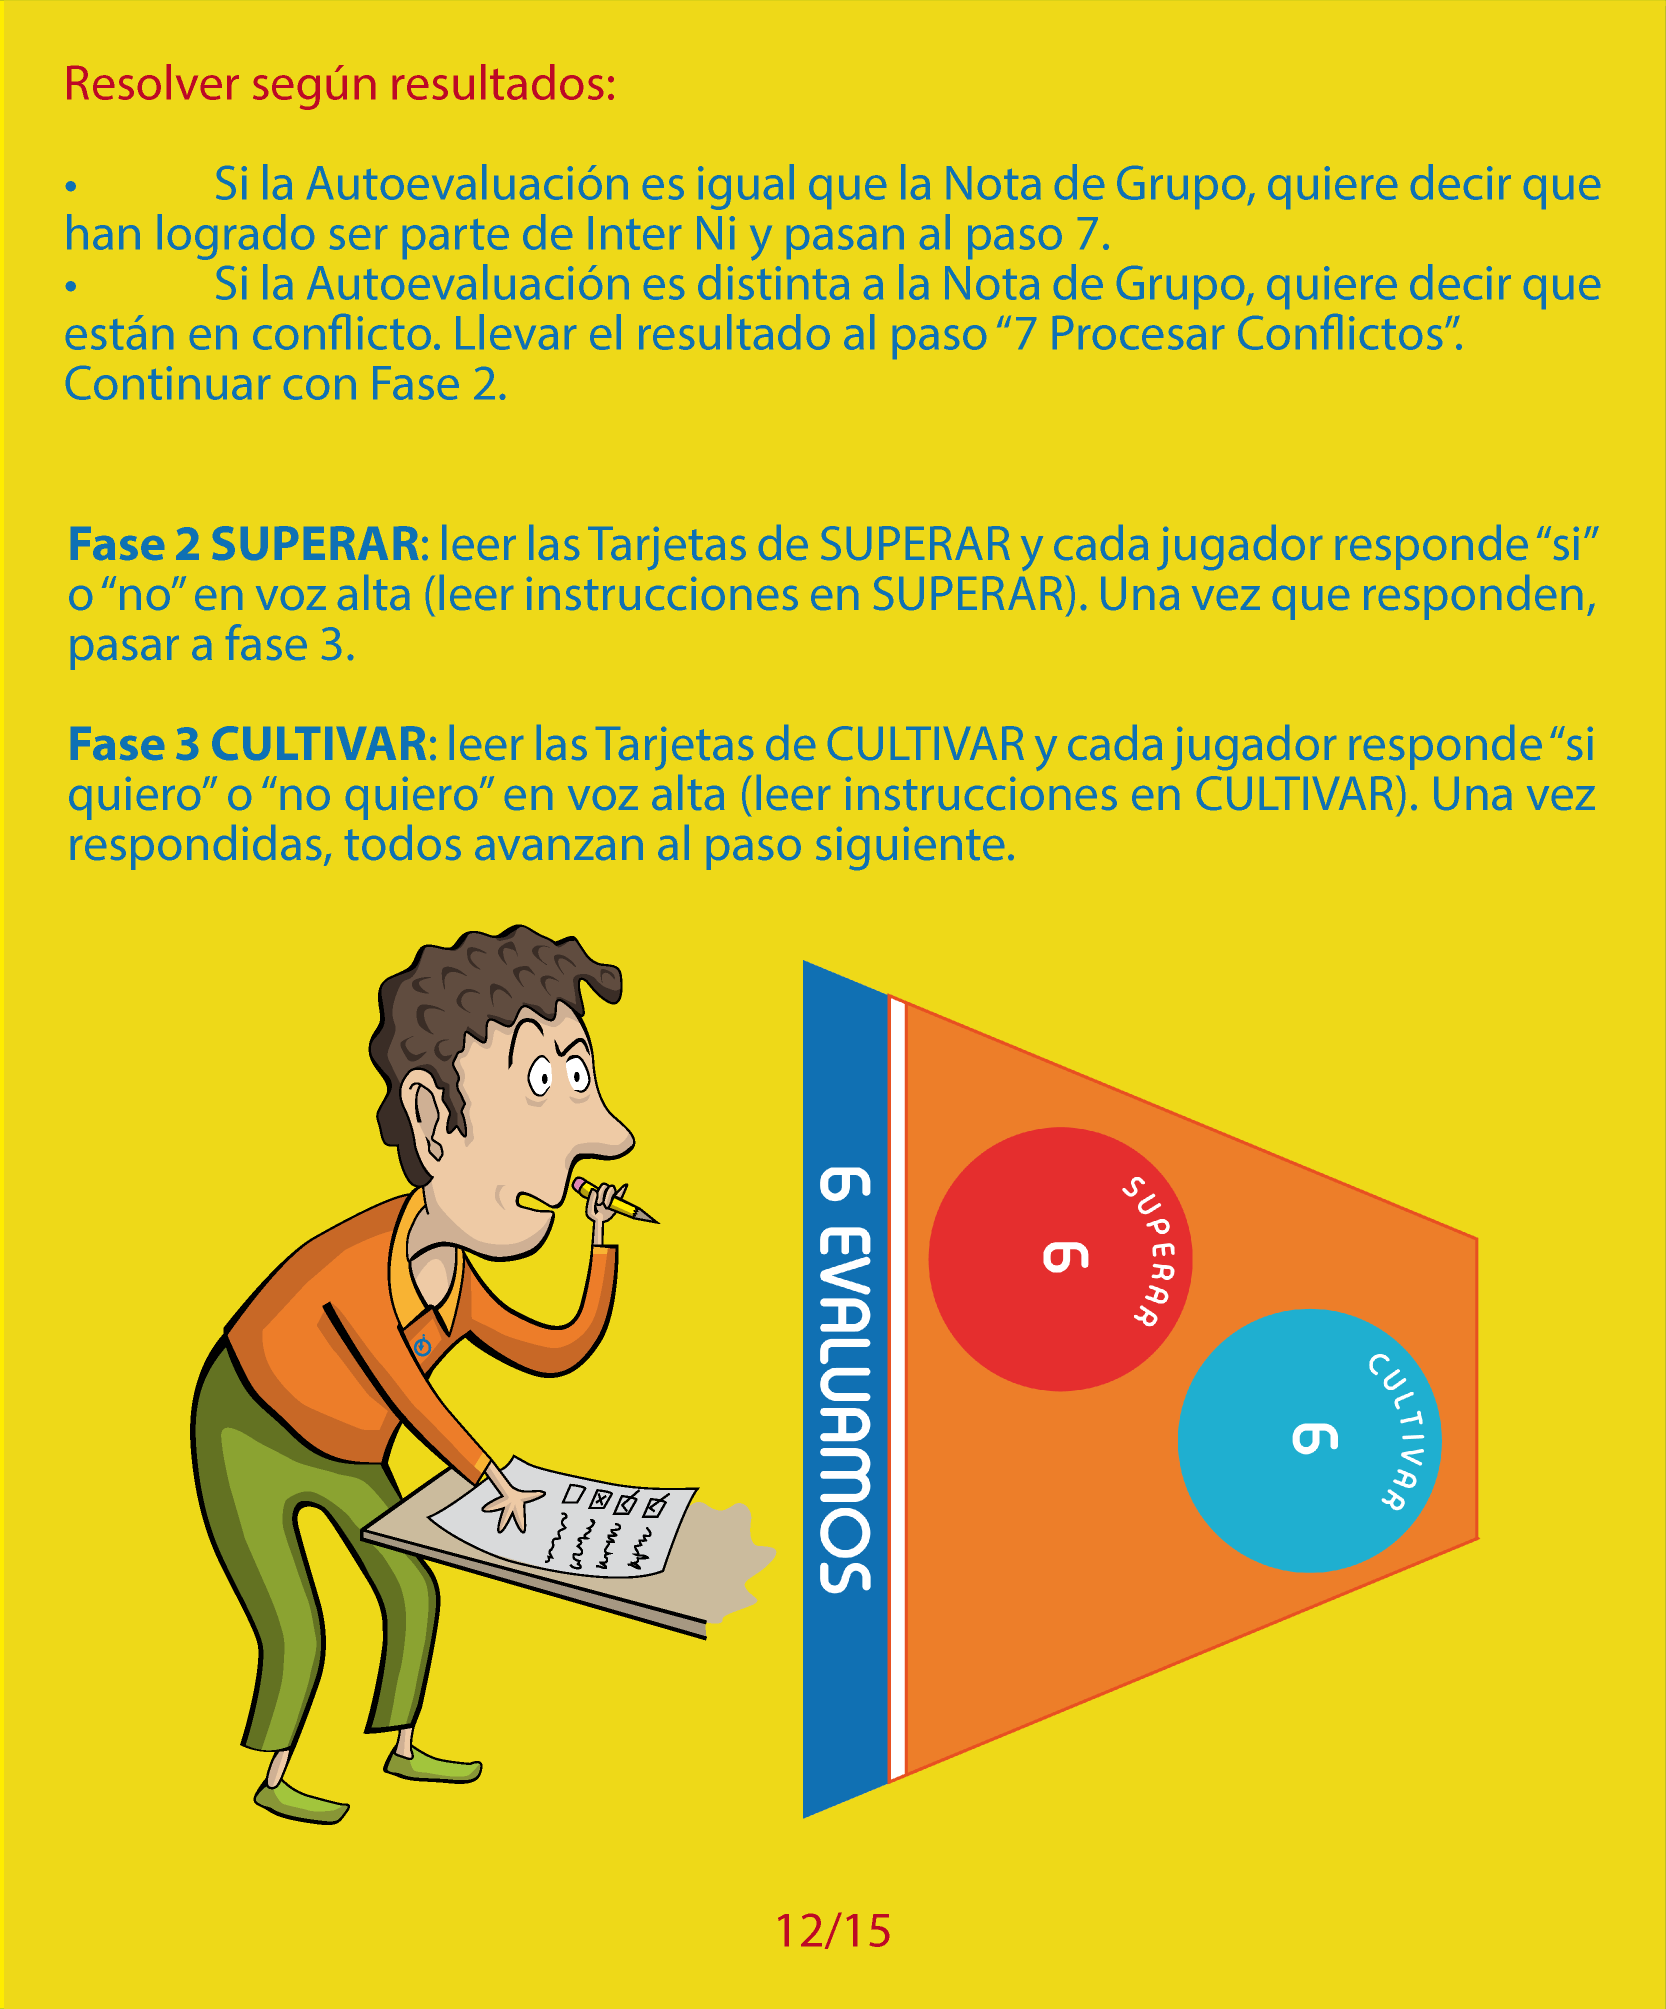 Resolver según resultados:
• Si la Autoevaluación es igual que la Nota de Grupo, quiere decir que
han logrado ser parte de Inter Ni y pasan al paso 7.
• Si la Autoevaluación es distinta a la Nota de Grupo, quiere decir que
están en conflicto. Llevar el resultado al paso “7 Procesar Conflictos”.
Continuar con Fase 2.
Fase 2 SUPERAR: leer las Tarjetas de SUPERAR y cada jugador responde “si”
o “no” en voz alta (leer instrucciones en SUPERAR). Una vez que responden,
pasar a fase 3.
Fase 3 CULTIVAR: leer las Tarjetas de CULTIVAR y cada jugador responde “si
quiero” o “no quiero” en voz alta (leer instrucciones en CULTIVAR). Una vez
respondidas, todos avanzan al paso siguiente.
6 EVALUAMOS
SUPERAR
6
CULTIVAR
6
12/15